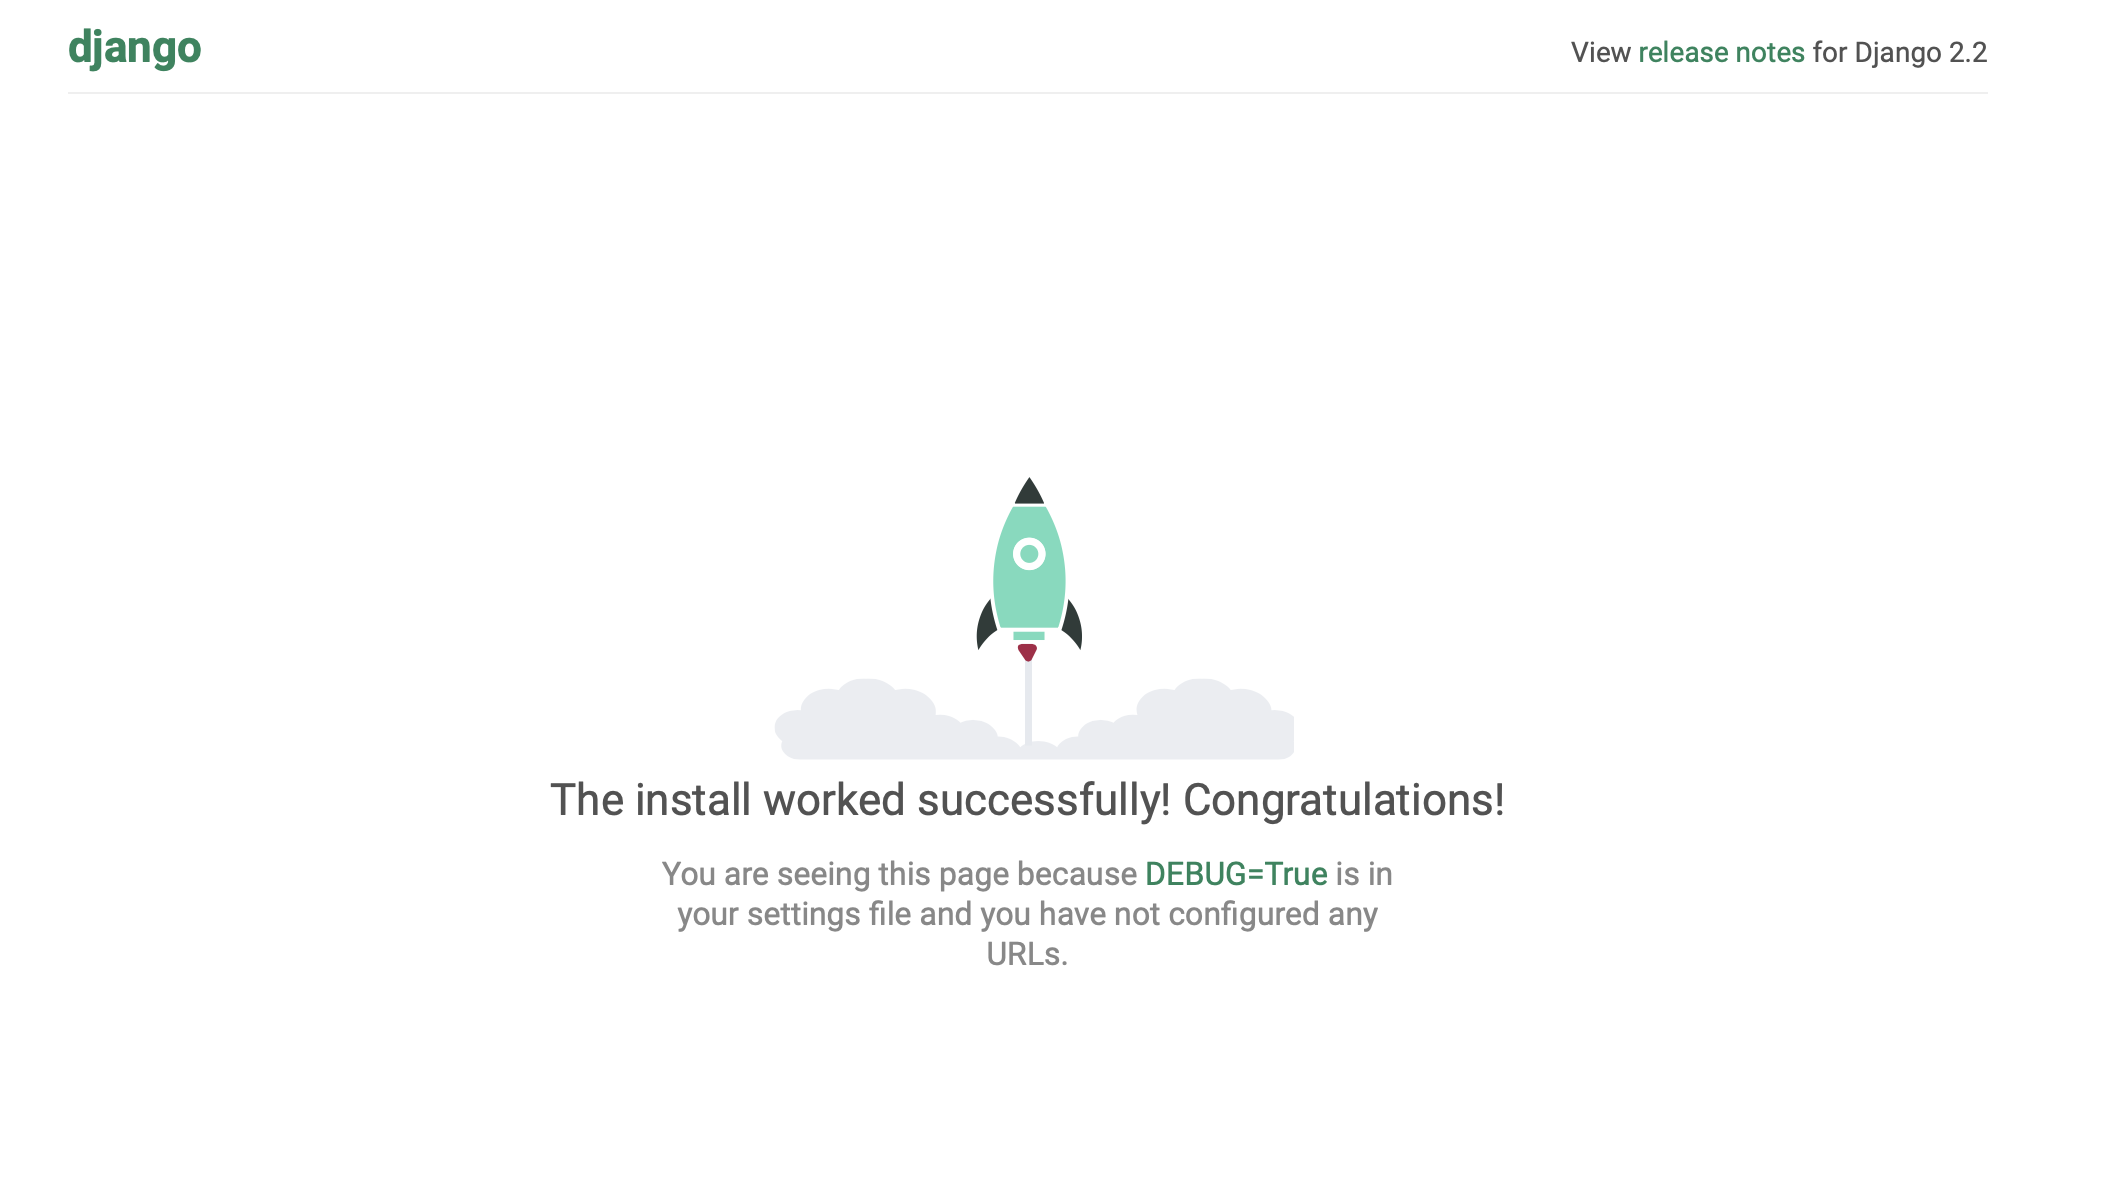 django
View release notes for Django 2.2
The install worked successfully! Congratulations!
You are seeing this page because DEBUG=True is in
your settings file and you have not configured any
URLs.